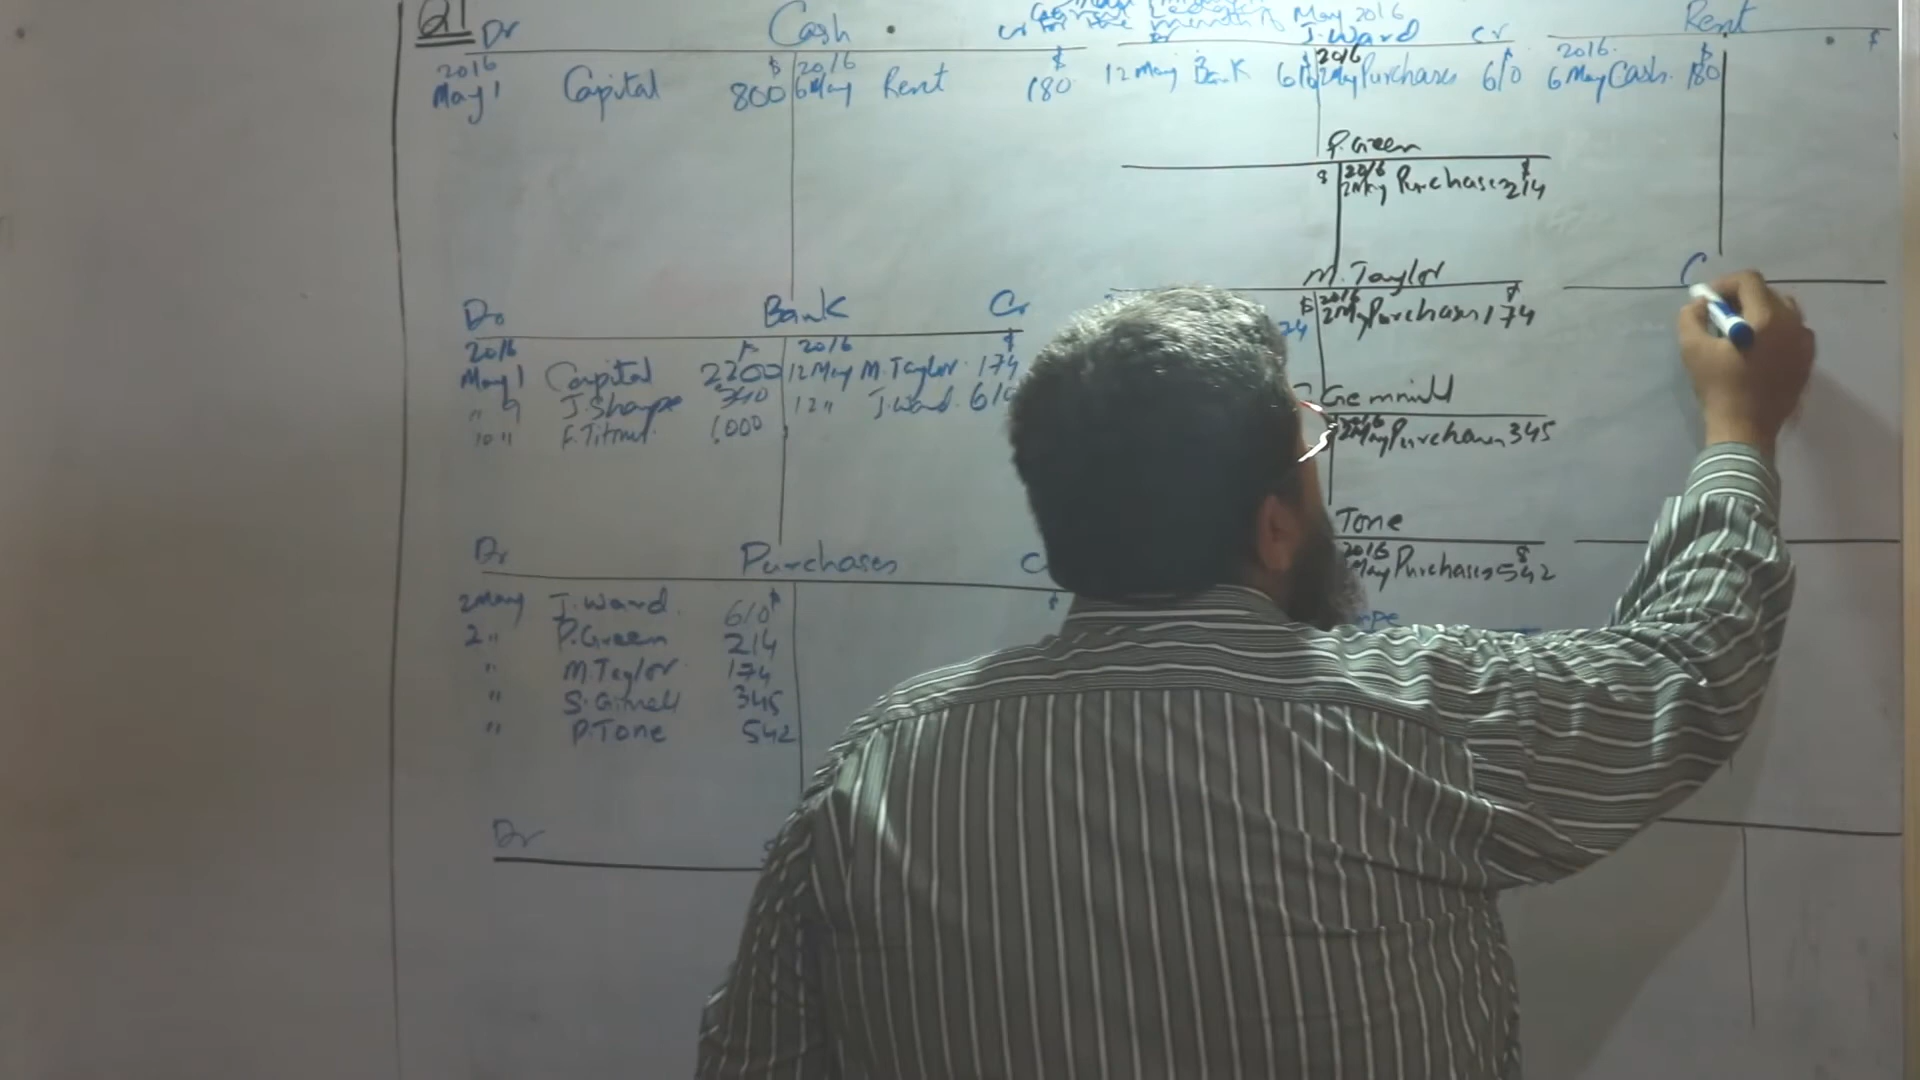 Q1 Dr Cash cr
2016 $ 2016 $
May 1 Capital 800 6 May Rent 180
May 2016
J. Ward cr
2016
12 May Bank 610 2 May Purchases 610
Rent
2016 $ $
6 May Cash 180
P. Green
$ 2016 $
2 May Purchases 214
M. Taylor
$ 2016 $
74 2 May Purchases 174
Dr Bank Cr
2016 2016 $
May 1 Capital 2200 12 May M. Taylor 174
" 9 J. Sharpe 340 12 " J. Ward 610
10 " F. Titmus 1000
2016
2 May Purchases 345
Tone
2016 $
May Purchases 542
rpe
Dr Purchases C
2 May J. Ward 610 $ $
2 " P. Green 214
" M. Taylor 174
" S. Gimell 345
" P. Tone 542
Dr
C